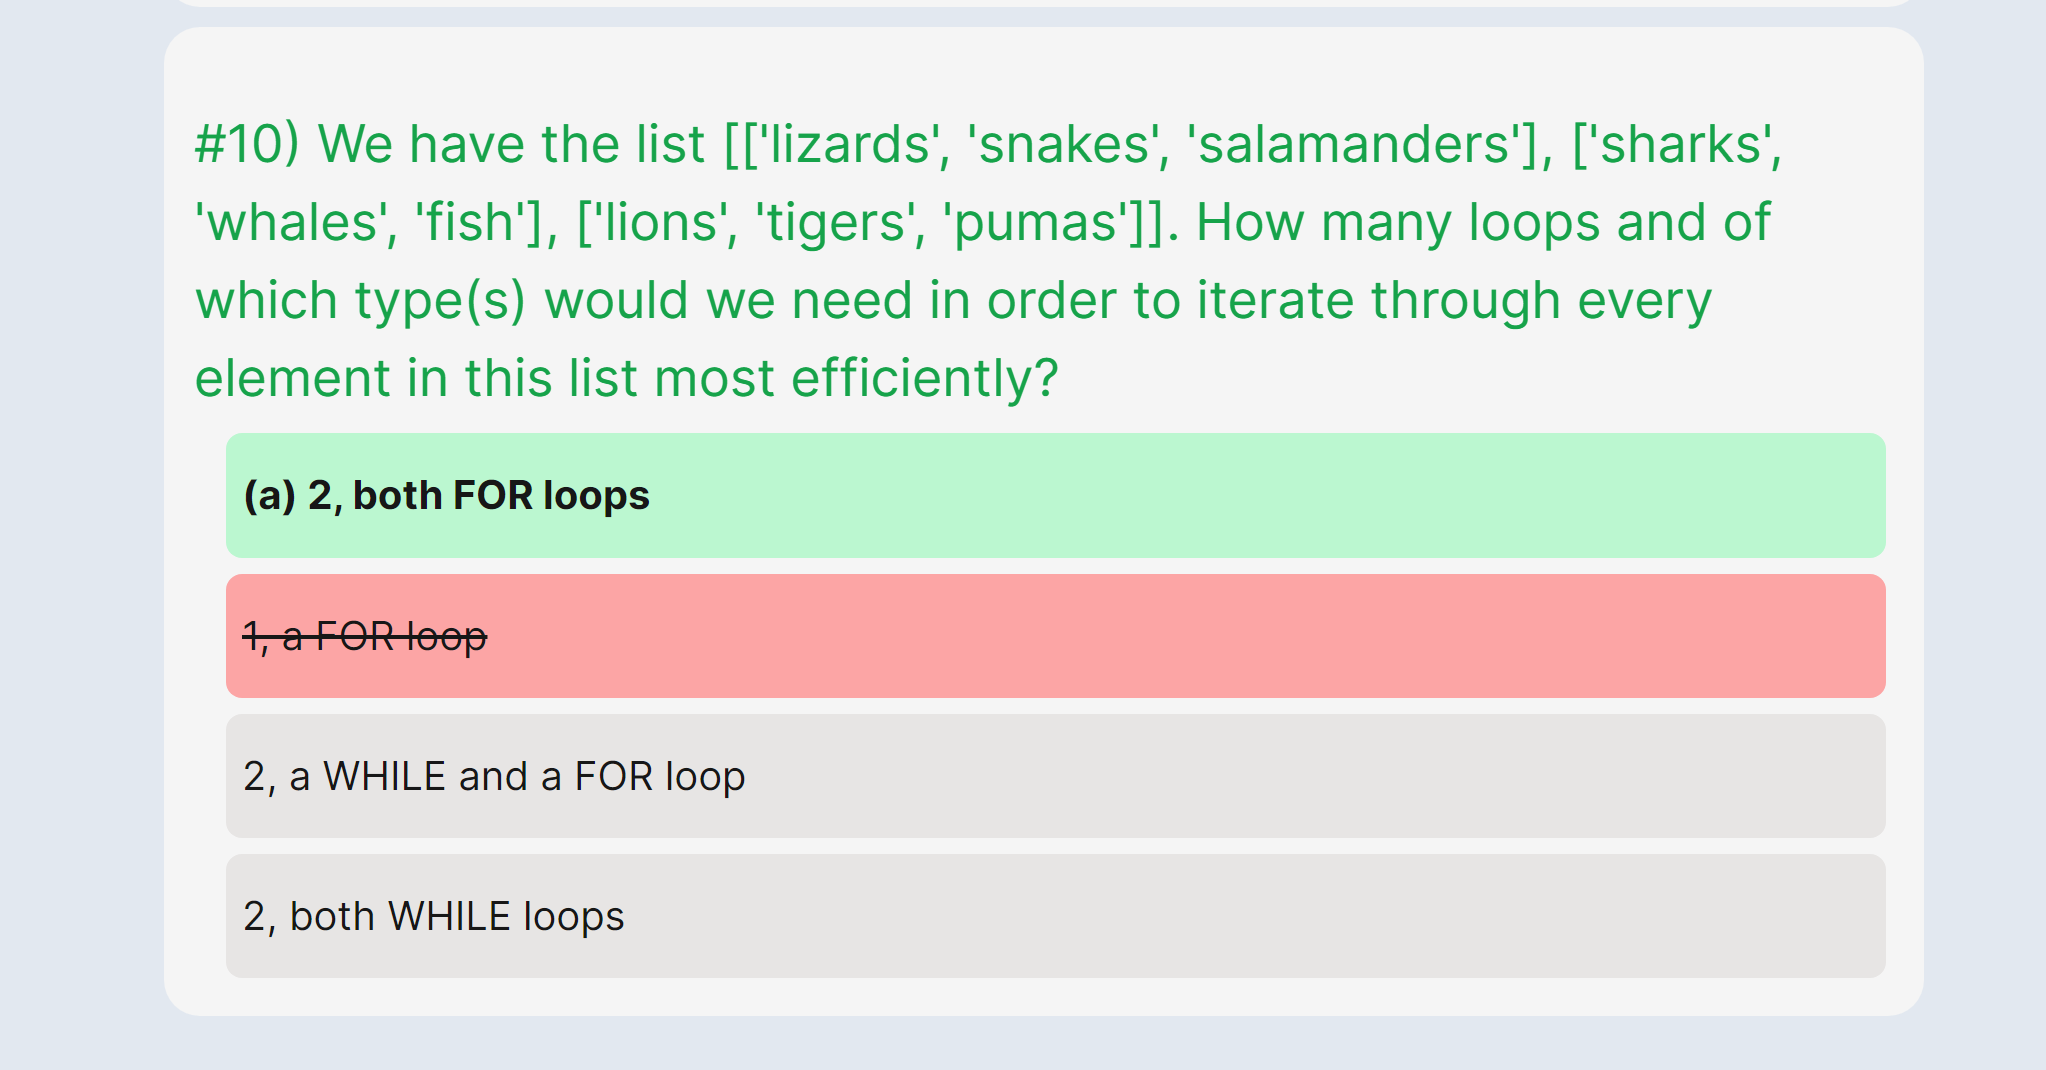 #10) We have the list [['lizards', 'snakes', 'salamanders'], ['sharks',
'whales', 'fish'], ['lions', 'tigers', 'pumas']]. How many loops and of
which type(s) would we need in order to iterate through every
element in this list most efficiently?
(a) 2, both FOR loops
1, a FOR loop
2, a WHILE and a FOR loop
2, both WHILE loops